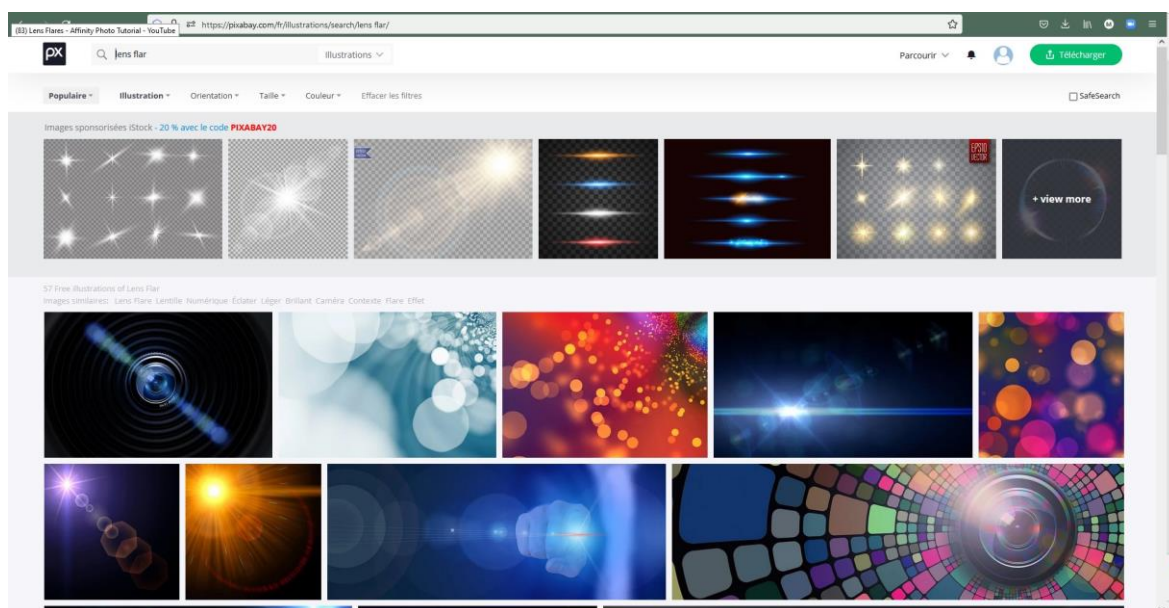 https://pixabay.com/fr/illustrations/search/lens flar/
(83) Lens Flares - Affinity Photo Tutorial - YouTube
px
lens flar
Illustrations
Parcourir
Télécharger
Populaire
Illustration
Orientation
Taille
Couleur
Effacer les filtres
SafeSearch
Images sponsorisées iStock - 20 % avec le code PIXABAY20
EPS10
VECTOR
+ view more
57 Free illustrations of Lens Flar
Images similaires: Lens Flare Lentille Numérique Éclater Léger Brillant Caméra Contexte Flare Effet